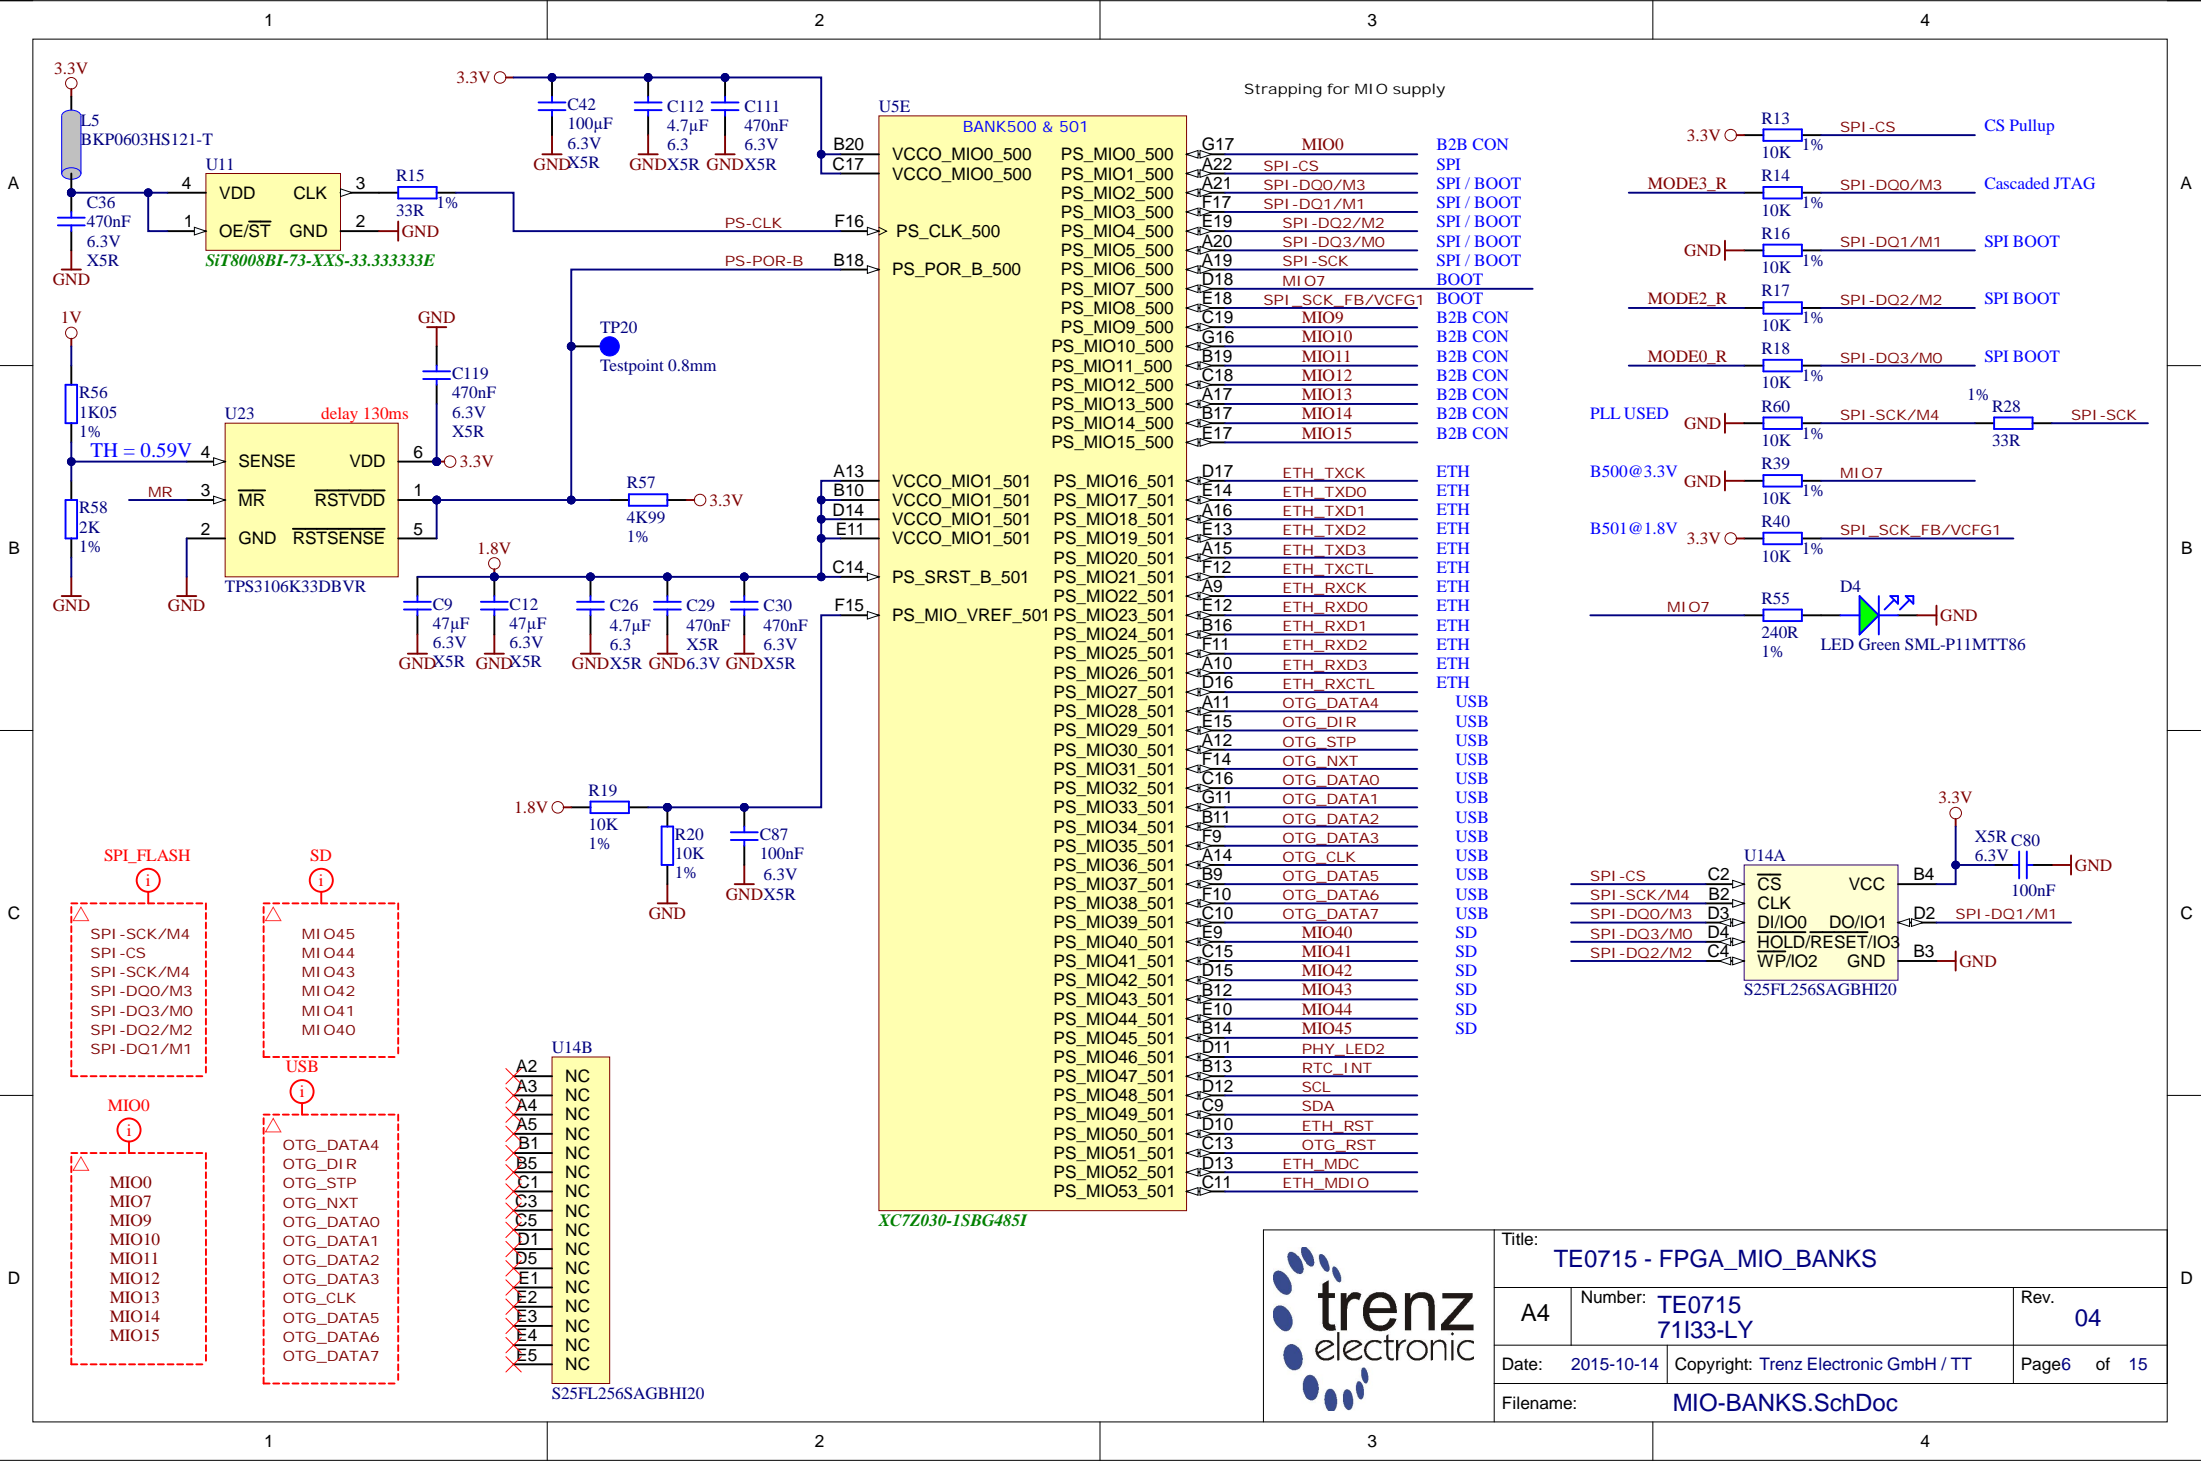 1 2 3 4
A
B
C
D
3.3V
L5
BKP0603HS121-T
C36
470nF
6.3V
X5R
GND
U11
4 VDD CLK 3
1 OE/ST GND 2
SiT8008BI-73-XXS-33.333333E
R15
33R
1%
GND
PS-CLK
PS-POR-B
TP20
Testpoint 0.8mm
1V
R56
1K05
1%
TH = 0.59V
MR
R58
2K
1%
GND
GND
U23
delay 130ms
4 SENSE VDD 6
3 MR RSTVDD 1
2 GND RSTSENSE 5
TPS3106K33DBVR
GND
C119
470nF
6.3V
X5R
3.3V
R57
4K99
1%
3.3V
3.3V
C42
100µF
6.3V
X5R
GND
C112
4.7µF
6.3
X5R
GND
C111
470nF
6.3V
X5R
GND
1.8V
C9
47µF
6.3V
X5R
GND
C12
47µF
6.3V
X5R
GND
C26
4.7µF
6.3
X5R
GND
C29
470nF
X5R
6.3V
GND
C30
470nF
6.3V
X5R
GND
1.8V
R19
10K
1%
R20
10K
1%
GND
C87
100nF
6.3V
X5R
GND
U5E
BANK500 & 501
B20 VCCO_MIO0_500
C17 VCCO_MIO0_500
F16 PS_CLK_500
B18 PS_POR_B_500
A13 VCCO_MIO1_501
B10 VCCO_MIO1_501
D14 VCCO_MIO1_501
E11 VCCO_MIO1_501
C14 PS_SRST_B_501
F15 PS_MIO_VREF_501
Strapping for MIO supply
PS_MIO0_500 G17 MIO0 B2B CON
PS_MIO1_500 A22 SPI-CS SPI
PS_MIO2_500 A21 SPI-DQ0/M3 SPI / BOOT
PS_MIO3_500 F17 SPI-DQ1/M1 SPI / BOOT
PS_MIO4_500 E19 SPI-DQ2/M2 SPI / BOOT
PS_MIO5_500 A20 SPI-DQ3/M0 SPI / BOOT
PS_MIO6_500 A19 SPI-SCK SPI / BOOT
PS_MIO7_500 D18 MIO7 BOOT
PS_MIO8_500 E18 SPI_SCK_FB/VCFG1 BOOT
PS_MIO9_500 C19 MIO9 B2B CON
PS_MIO10_500 G16 MIO10 B2B CON
PS_MIO11_500 B19 MIO11 B2B CON
PS_MIO12_500 C18 MIO12 B2B CON
PS_MIO13_500 A17 MIO13 B2B CON
PS_MIO14_500 B17 MIO14 B2B CON
PS_MIO15_500 E17 MIO15 B2B CON
PS_MIO16_501 D17 ETH_TXCK ETH
PS_MIO17_501 E14 ETH_TXD0 ETH
PS_MIO18_501 A16 ETH_TXD1 ETH
PS_MIO19_501 E13 ETH_TXD2 ETH
PS_MIO20_501 A15 ETH_TXD3 ETH
PS_MIO21_501 F12 ETH_TXCTL ETH
PS_MIO22_501 A9 ETH_RXCK ETH
PS_MIO23_501 E12 ETH_RXD0 ETH
PS_MIO24_501 B16 ETH_RXD1 ETH
PS_MIO25_501 F11 ETH_RXD2 ETH
PS_MIO26_501 A10 ETH_RXD3 ETH
PS_MIO27_501 D16 ETH_RXCTL ETH
PS_MIO28_501 A11 OTG_DATA4 USB
PS_MIO29_501 E15 OTG_DIR USB
PS_MIO30_501 A12 OTG_STP USB
PS_MIO31_501 F14 OTG_NXT USB
PS_MIO32_501 C16 OTG_DATA0 USB
PS_MIO33_501 G11 OTG_DATA1 USB
PS_MIO34_501 B11 OTG_DATA2 USB
PS_MIO35_501 F9 OTG_DATA3 USB
PS_MIO36_501 A14 OTG_CLK USB
PS_MIO37_501 B9 OTG_DATA5 USB
PS_MIO38_501 F10 OTG_DATA6 USB
PS_MIO39_501 C10 OTG_DATA7 USB
PS_MIO40_501 E9 MIO40 SD
PS_MIO41_501 C15 MIO41 SD
PS_MIO42_501 D15 MIO42 SD
PS_MIO43_501 B12 MIO43 SD
PS_MIO44_501 E10 MIO44 SD
PS_MIO45_501 B14 MIO45 SD
PS_MIO46_501 D11 PHY_LED2
PS_MIO47_501 B13 RTC_INT
PS_MIO48_501 D12 SCL
PS_MIO49_501 C9 SDA
PS_MIO50_501 D10 ETH_RST
PS_MIO51_501 C13 OTG_RST
PS_MIO52_501 D13 ETH_MDC
PS_MIO53_501 C11 ETH_MDIO
XC7Z030-1SBG485I
3.3V R13 10K 1% SPI-CS CS Pullup
MODE3_R R14 10K 1% SPI-DQ0/M3 Cascaded JTAG
GND R16 10K 1% SPI-DQ1/M1 SPI BOOT
MODE2_R R17 10K 1% SPI-DQ2/M2 SPI BOOT
MODE0_R R18 10K 1% SPI-DQ3/M0 SPI BOOT
PLL USED GND R60 10K 1% SPI-SCK/M4 1% R28 33R SPI-SCK
B500@3.3V GND R39 10K 1% MIO7
B501@1.8V 3.3V R40 10K 1% SPI_SCK_FB/VCFG1
MIO7 R55 240R 1% D4 GND
LED Green SML-P11MTT86
3.3V
X5R C80
6.3V
100nF
GND
U14A
SPI-CS C2 CS VCC B4
SPI-SCK/M4 B2 CLK
SPI-DQ0/M3 D3 DI/IO0 DO/IO1 D2 SPI-DQ1/M1
SPI-DQ3/M0 D4 HOLD/RESET/IO3
SPI-DQ2/M2 C4 WP/IO2 GND B3 GND
S25FL256SAGBHI20
SPI_FLASH
i
SPI-SCK/M4
SPI-CS
SPI-SCK/M4
SPI-DQ0/M3
SPI-DQ3/M0
SPI-DQ2/M2
SPI-DQ1/M1
SD
i
MIO45
MIO44
MIO43
MIO42
MIO41
MIO40
MIO0
i
MIO0
MIO7
MIO9
MIO10
MIO11
MIO12
MIO13
MIO14
MIO15
USB
i
OTG_DATA4
OTG_DIR
OTG_STP
OTG_NXT
OTG_DATA0
OTG_DATA1
OTG_DATA2
OTG_DATA3
OTG_CLK
OTG_DATA5
OTG_DATA6
OTG_DATA7
U14B
A2 NC
A3 NC
A4 NC
A5 NC
B1 NC
B5 NC
C1 NC
C3 NC
C5 NC
D1 NC
D5 NC
E1 NC
E2 NC
E3 NC
E4 NC
E5 NC
S25FL256SAGBHI20
trenz
electronic
Title:
TE0715 - FPGA_MIO_BANKS
A4
Number: TE0715
71I33-LY
Rev.
04
Date: 2015-10-14 Copyright: Trenz Electronic GmbH / TT Page6 of 15
Filename: MIO-BANKS.SchDoc
A
B
C
D
1 2 3 4